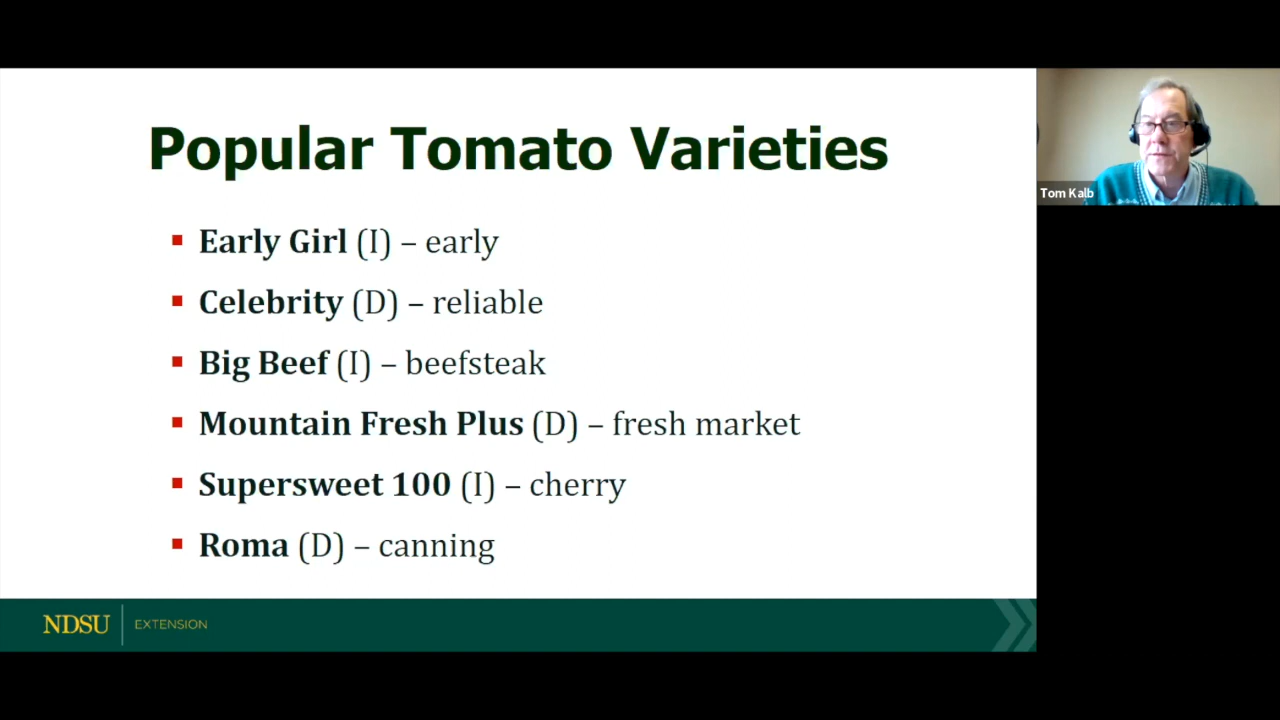 Popular Tomato Varieties
Early Girl (I) – early
Celebrity (D) – reliable
Big Beef (I) – beefsteak
Mountain Fresh Plus (D) – fresh market
Supersweet 100 (I) – cherry
Roma (D) – canning
NDSU EXTENSION
Tom Kalb